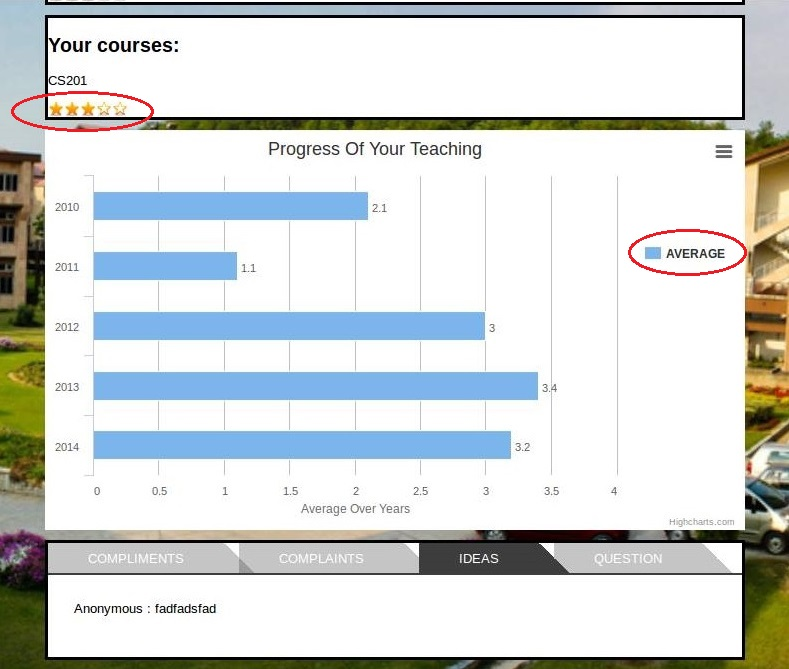 Your courses:
CS201
Progress Of Your Teaching
2010
2.1
AVERAGE
2011
1.1
2012
3
2013
3.4
2014
3.2
0 0.5 1 1.5 2 2.5 3 3.5 4
Average Over Years
Highcharts.com
COMPLIMENTS COMPLAINTS IDEAS QUESTION
Anonymous : fadfadsfad